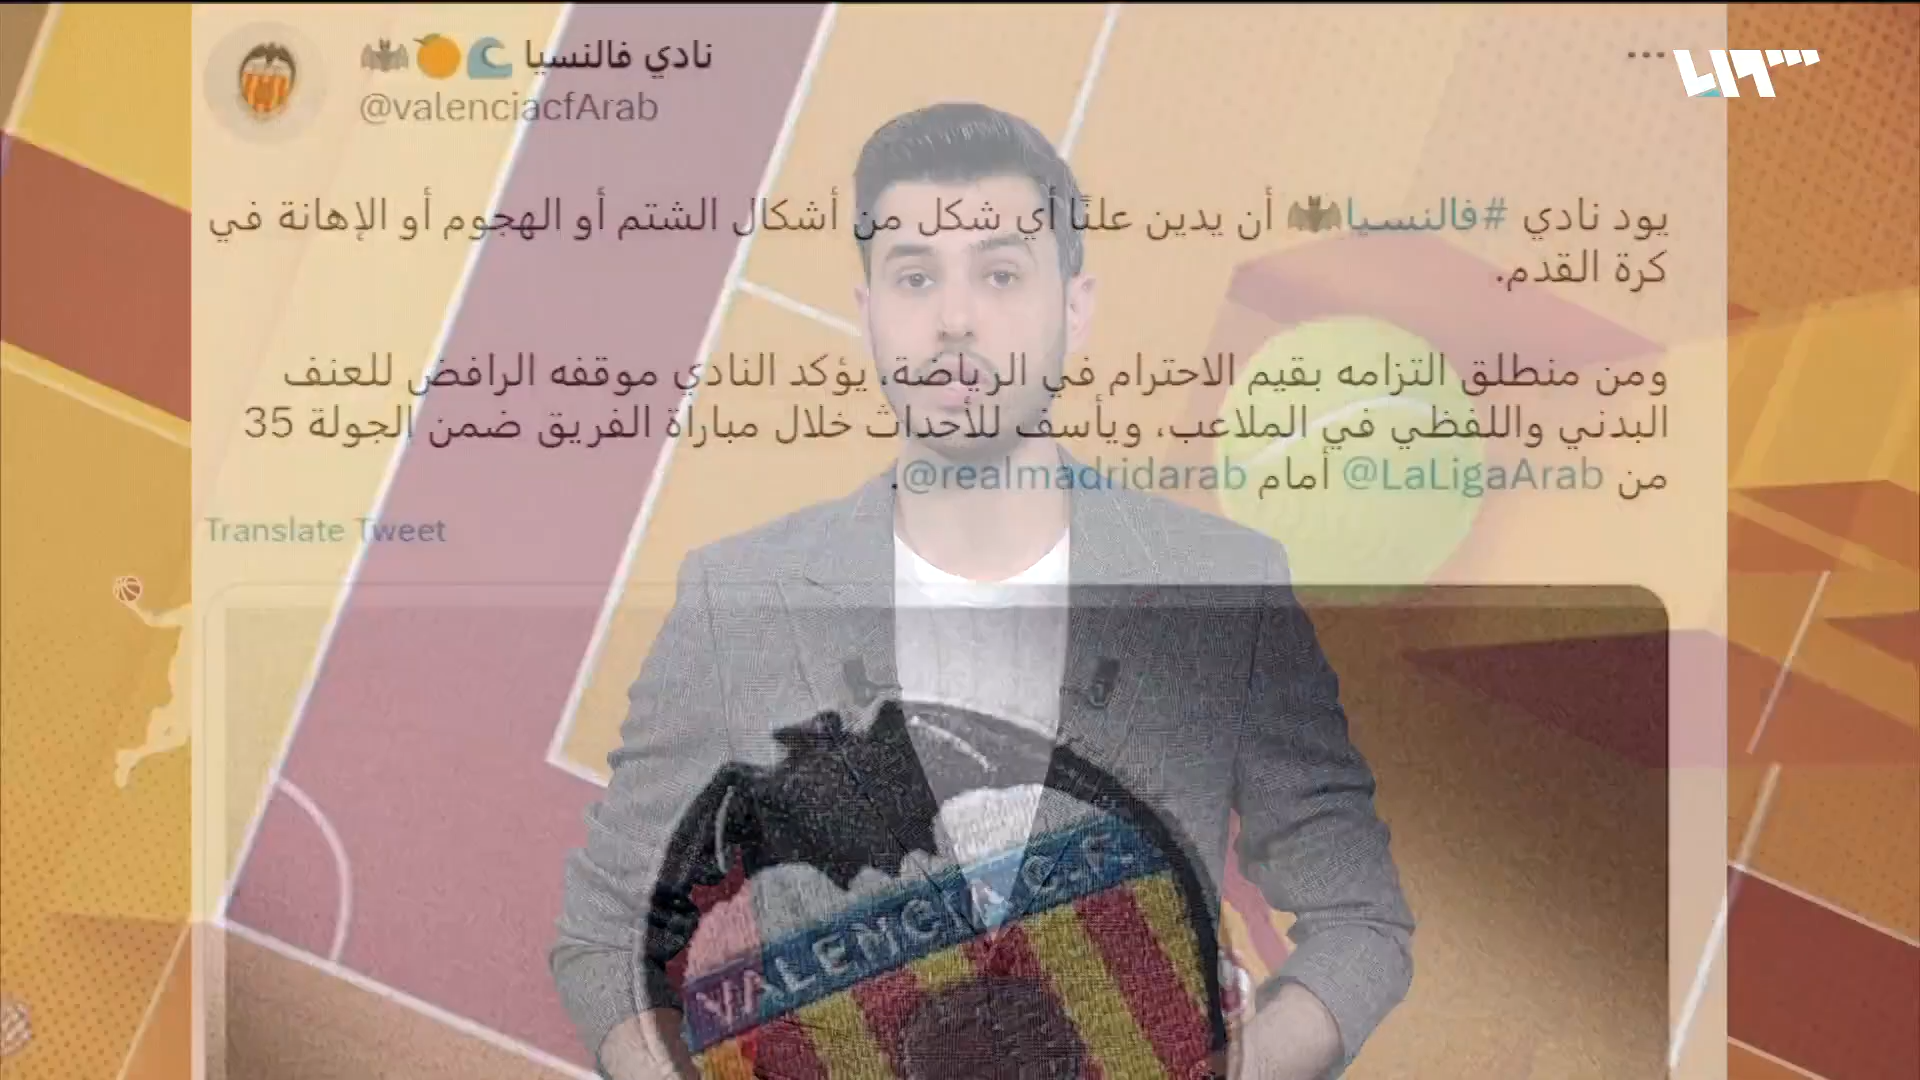 نادي فالنسيا
@valenciacfArab
يود نادي #فالنسيا أن يدين علنًا أي شكل من أشكال الشتم أو الهجوم أو الإهانة في
كرة القدم.
ومن منطلق التزامه بقيم الاحترام في الرياضة، يؤكد النادي موقفه الرافض للعنف
البدني واللفظي في الملاعب، ويأسف للأحداث خلال مباراة الفريق ضمن الجولة 35
من @LaLigaArab أمام @realmadridarab.
Translate Tweet
VALENCIA C.F.